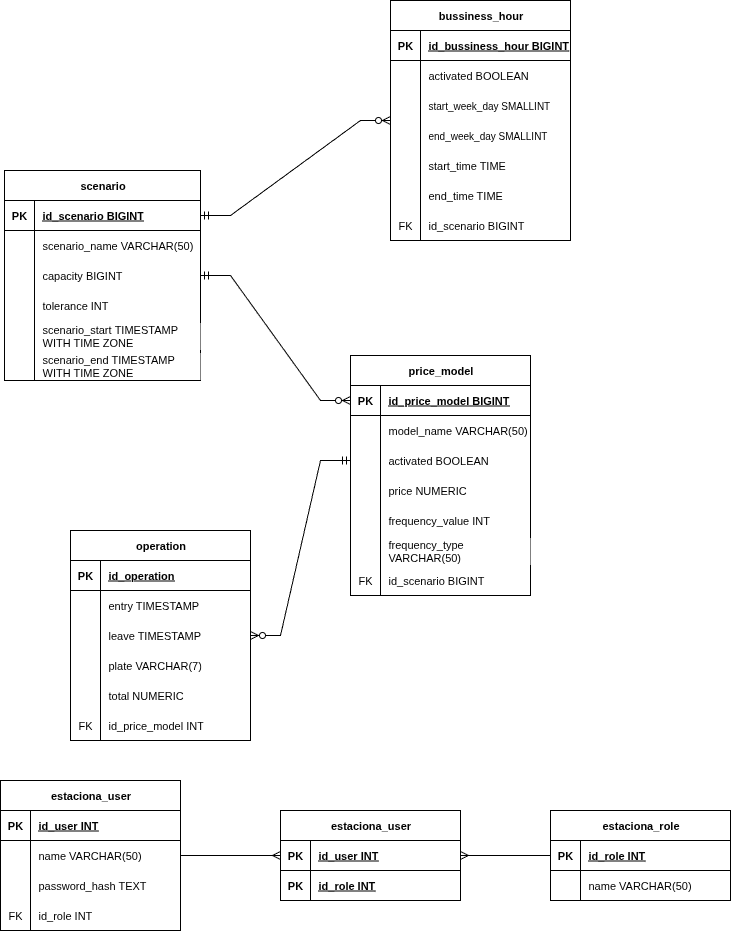 bussiness_hour
PK id_bussiness_hour BIGINT
activated BOOLEAN
start_week_day SMALLINT
end_week_day SMALLINT
start_time TIME
end_time TIME
FK id_scenario BIGINT
scenario
PK id_scenario BIGINT
scenario_name VARCHAR(50)
capacity BIGINT
tolerance INT
scenario_start TIMESTAMP
WITH TIME ZONE
scenario_end TIMESTAMP
WITH TIME ZONE
price_model
PK id_price_model BIGINT
model_name VARCHAR(50)
activated BOOLEAN
price NUMERIC
frequency_value INT
frequency_type
VARCHAR(50)
FK id_scenario BIGINT
operation
PK id_operation
entry TIMESTAMP
leave TIMESTAMP
plate VARCHAR(7)
total NUMERIC
FK id_price_model INT
estaciona_user
PK id_user INT
name VARCHAR(50)
password_hash TEXT
FK id_role INT
estaciona_user
PK id_user INT
PK id_role INT
estaciona_role
PK id_role INT
name VARCHAR(50)